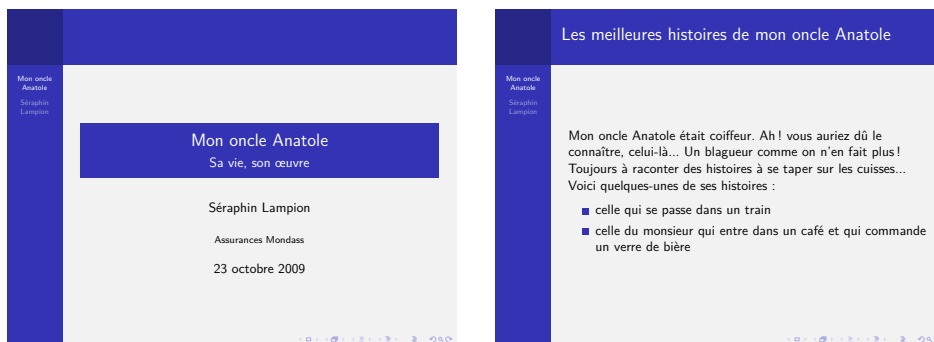 Mon oncle
Anatole
Séraphin
Lampion
Mon oncle Anatole
Sa vie, son œuvre
Séraphin Lampion
Assurances Mondass
23 octobre 2009
Les meilleures histoires de mon oncle Anatole
Mon oncle
Anatole
Séraphin
Lampion
Mon oncle Anatole était coiffeur. Ah ! vous auriez dû le
connaître, celui-là... Un blagueur comme on n'en fait plus !
Toujours à raconter des histoires à se taper sur les cuisses...
Voici quelques-unes de ses histoires :
celle qui se passe dans un train
celle du monsieur qui entre dans un café et qui commande
un verre de bière